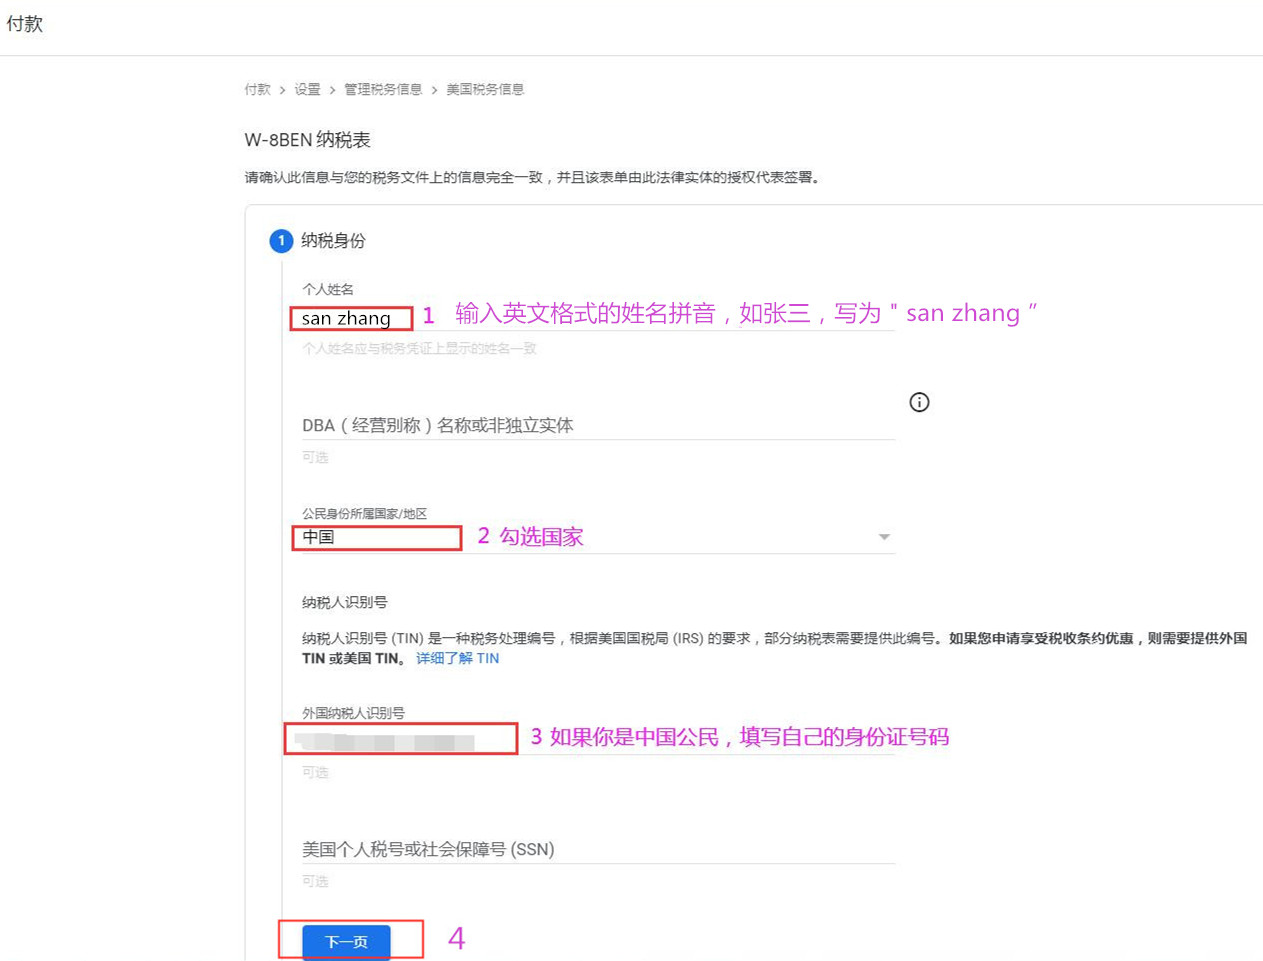 付款
付款 > 设置 > 管理税务信息 > 美国税务信息
W-8BEN 纳税表
请确认此信息与您的税务文件上的信息完全一致，并且该表单由此法律实体的授权代表签署。
1 纳税身份
个人姓名
san zhang 1 输入英文格式的姓名拼音，如张三，写为＂san zhang＂
个人姓名应与税务凭证上显示的姓名一致
DBA（经营别称）名称或非独立实体
可选
公民身份所属国家/地区
中国 2 勾选国家
纳税人识别号
纳税人识别号 (TIN) 是一种税务处理编号，根据美国国税局 (IRS) 的要求，部分纳税表需要提供此编号。如果您申请享受税收条约优惠，则需要提供外国
TIN 或美国 TIN。 详细了解 TIN
外国纳税人识别号
3 如果你是中国公民，填写自己的身份证号码
可选
美国个人税号或社会保障号 (SSN)
可选
下一页 4